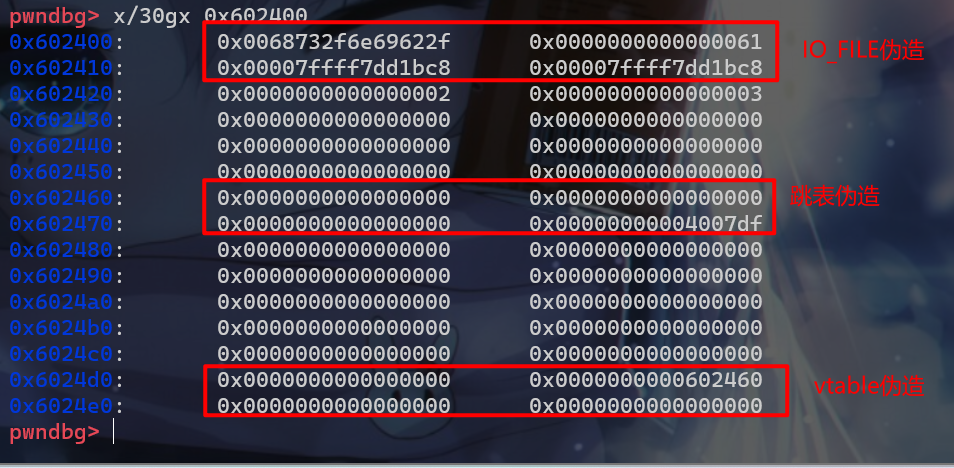 pwndbg> x/30gx 0x602400
0x602400: 0x0068732f6e69622f 0x0000000000000061 IO_FILE伪造
0x602410: 0x00007ffff7dd1bc8 0x00007ffff7dd1bc8
0x602420: 0x0000000000000002 0x0000000000000003
0x602430: 0x0000000000000000 0x0000000000000000
0x602440: 0x0000000000000000 0x0000000000000000
0x602450: 0x0000000000000000 0x0000000000000000
0x602460: 0x0000000000000000 0x0000000000000000 跳表伪造
0x602470: 0x0000000000000000 0x00000000004007df
0x602480: 0x0000000000000000 0x0000000000000000
0x602490: 0x0000000000000000 0x0000000000000000
0x6024a0: 0x0000000000000000 0x0000000000000000
0x6024b0: 0x0000000000000000 0x0000000000000000
0x6024c0: 0x0000000000000000 0x0000000000000000
0x6024d0: 0x0000000000000000 0x0000000000602460 vtable伪造
0x6024e0: 0x0000000000000000 0x0000000000000000
pwndbg>